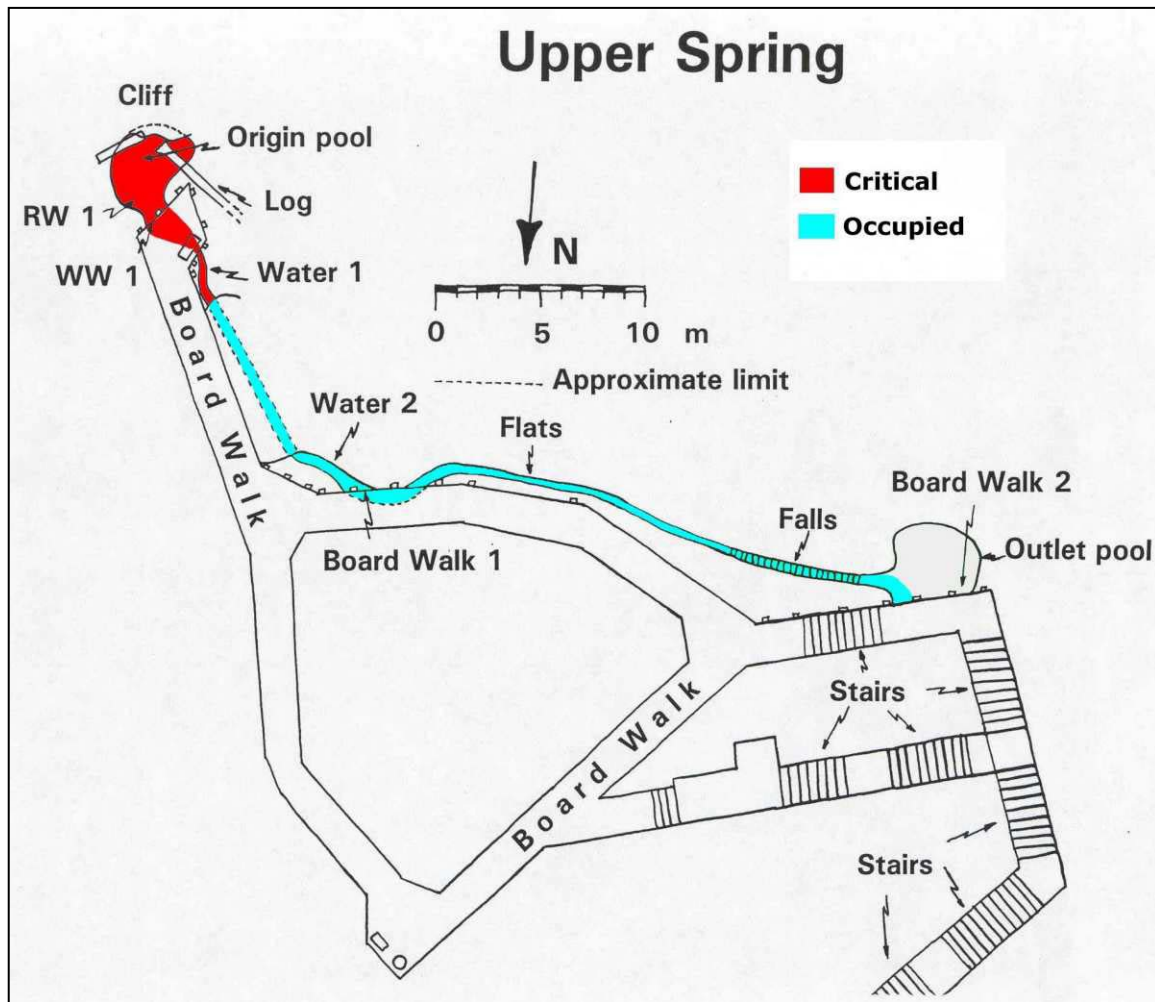 Upper Spring
Cliff
Origin pool
Critical
Log
RW 1
Occupied
N
WW 1
Water 1
0 5 10 m
Board Walk
Approximate limit
Water 2
Flats
Board Walk 2
Falls
Outlet pool
Board Walk 1
Stairs
Board Walk
Stairs